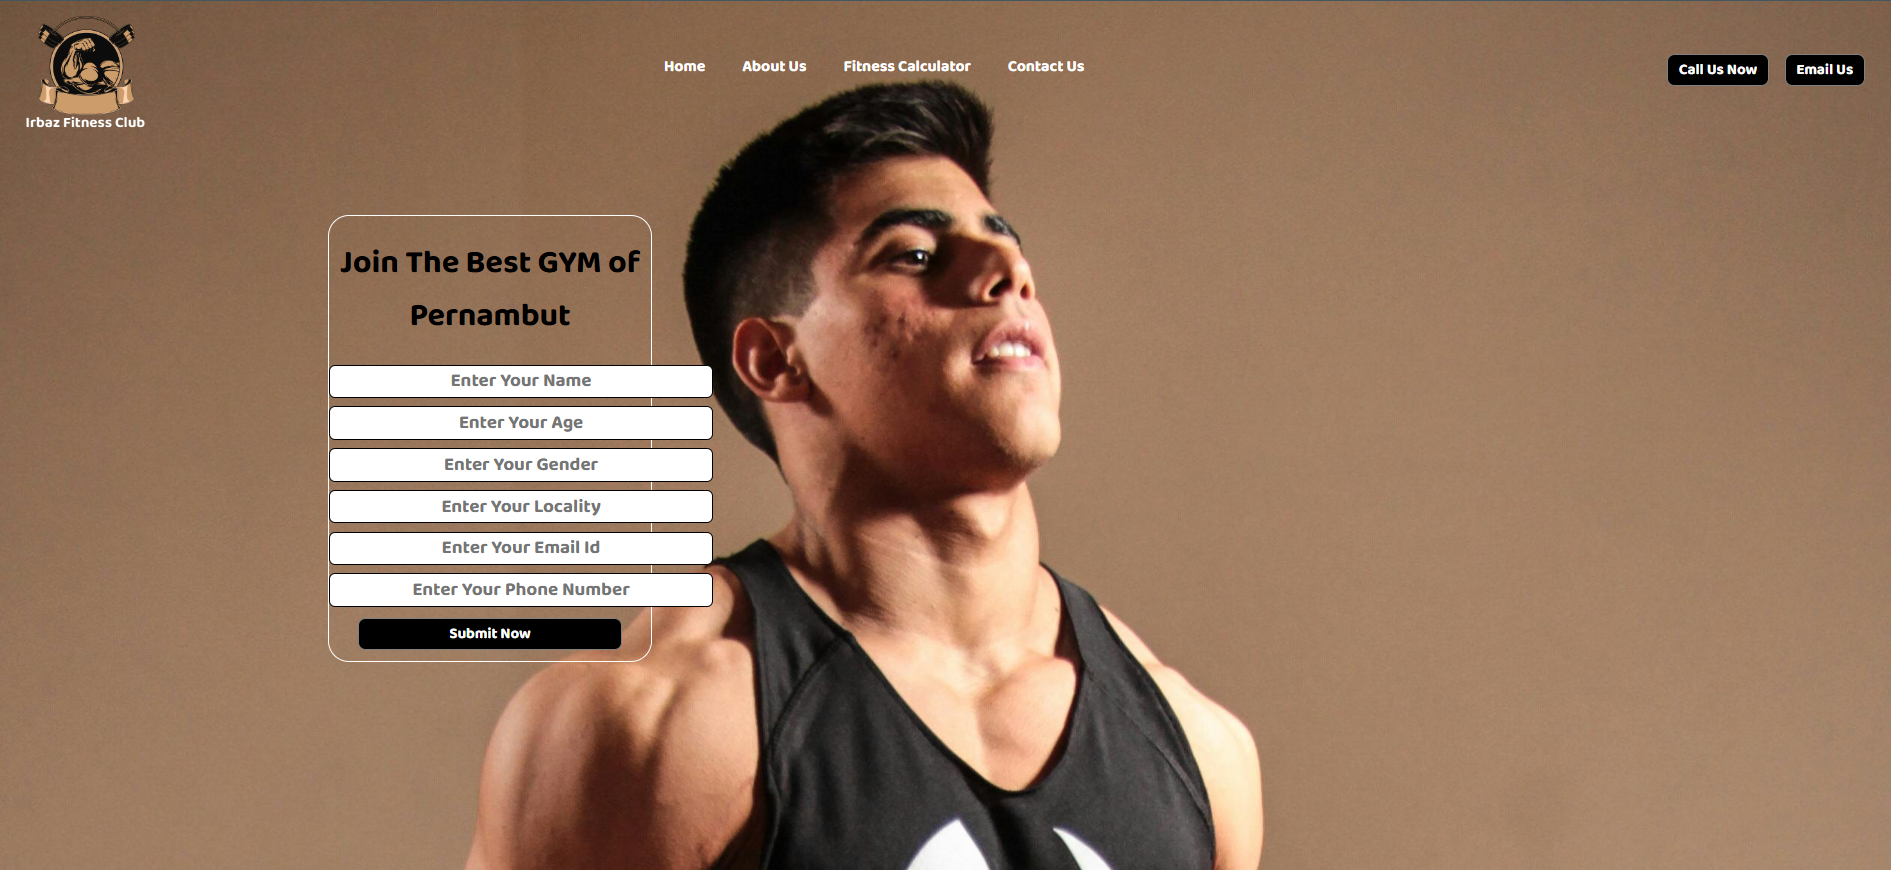 Irbaz Fitness Club
Home
About Us
Fitness Calculator
Contact Us
Call Us Now
Email Us
Join The Best GYM of
Pernambut
Enter Your Name
Enter Your Age
Enter Your Gender
Enter Your Locality
Enter Your Email Id
Enter Your Phone Number
Submit Now